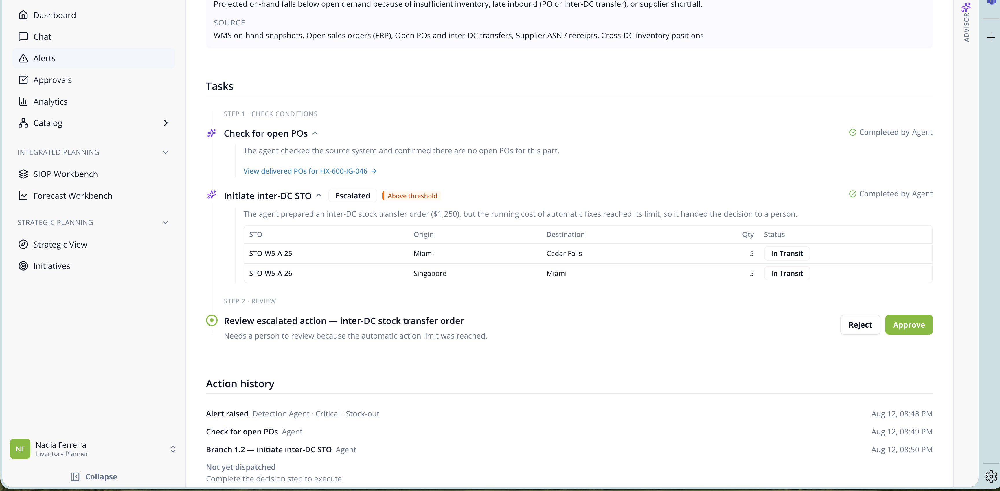 Dashboard
Chat
Alerts
Approvals
Analytics
Catalog
INTEGRATED PLANNING
SIOP Workbench
Forecast Workbench
STRATEGIC PLANNING
Strategic View
Initiatives
NF
Nadia Ferreira
Inventory Planner
Collapse
Projected on-hand falls below open demand because of insufficient inventory, late inbound (PO or inter-DC transfer), or supplier shortfall.
SOURCE
WMS on-hand snapshots, Open sales orders (ERP), Open POs and inter-DC transfers, Supplier ASN / receipts, Cross-DC inventory positions
Tasks
STEP 1 · CHECK CONDITIONS
Check for open POs Completed by Agent
The agent checked the source system and confirmed there are no open POs for this part.
View delivered POs for HX-600-IG-046 →
Initiate inter-DC STO Escalated Above threshold Completed by Agent
The agent prepared an inter-DC stock transfer order ($1,250), but the running cost of automatic fixes reached its limit, so it handed the decision to a person.
STO Origin Destination Qty Status
STO-W5-A-25 Miami Cedar Falls 5 In Transit
STO-W5-A-26 Singapore Miami 5 In Transit
STEP 2 · REVIEW
Review escalated action — inter-DC stock transfer order Reject Approve
Needs a person to review because the automatic action limit was reached.
Action history
Alert raised Detection Agent · Critical · Stock-out Aug 12, 08:48 PM
Check for open POs Agent Aug 12, 08:49 PM
Branch 1.2 — initiate inter-DC STO Agent Aug 12, 08:50 PM
Not yet dispatched
Complete the decision step to execute.
ADVISOR